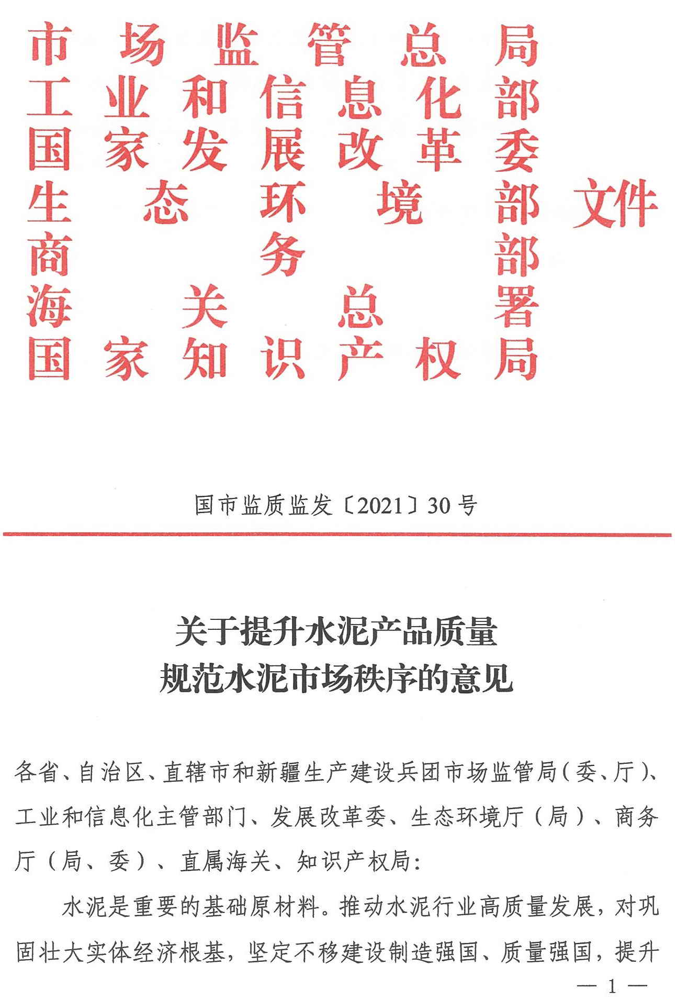 市场监管总局
工业和信息化部
国家发展改革委
生态环境部 文件
商务部
海关总署
国家知识产权局
国市监质监发〔2021〕30 号
关于提升水泥产品质量
规范水泥市场秩序的意见
各省、自治区、直辖市和新疆生产建设兵团市场监管局(委、厅)、
工业和信息化主管部门、发展改革委、生态环境厅(局)、商务
厅(局、委)、直属海关、知识产权局:
水泥是重要的基础原材料。推动水泥行业高质量发展,对巩
固壮大实体经济根基,坚定不移建设制造强国、质量强国,提升
— 1 —